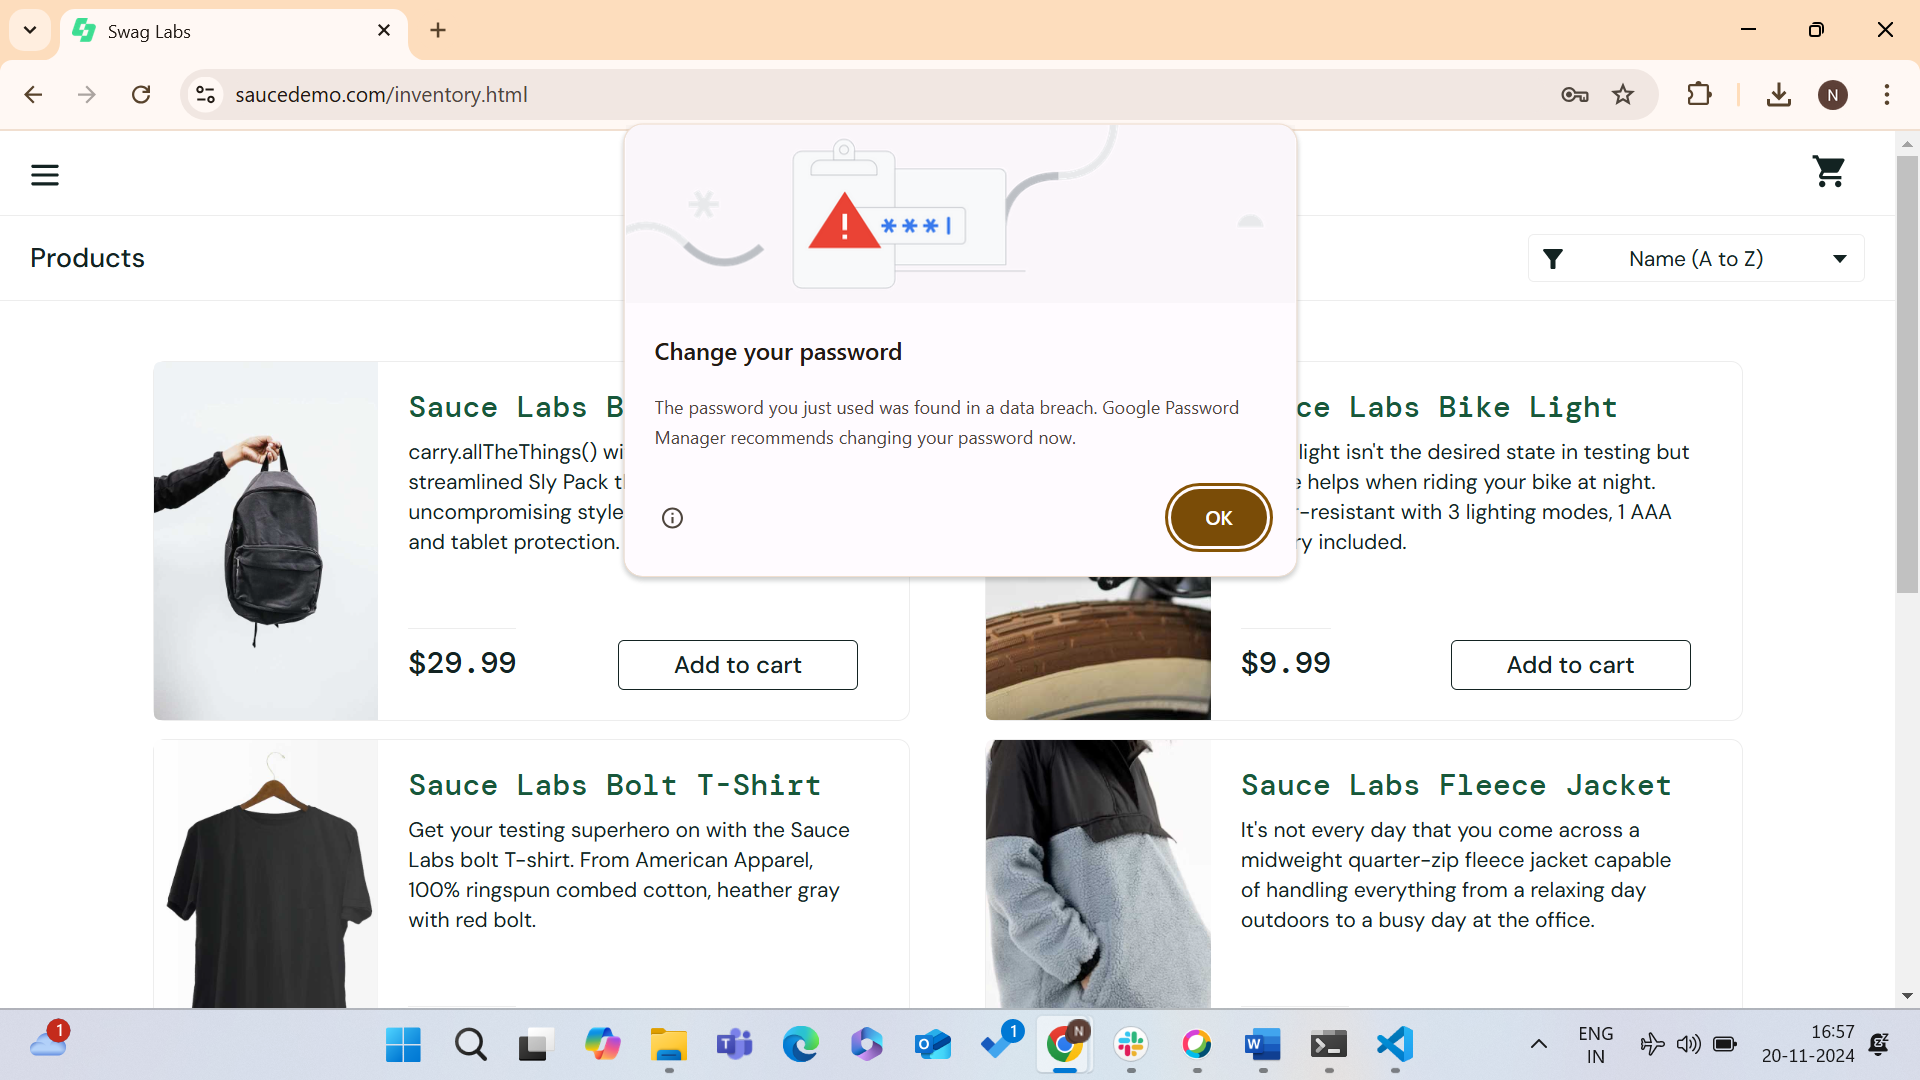 Swag Labs
saucedemo.com/inventory.html
N
Products
Name (A to Z)
***
Change your password
The password you just used was found in a data breach. Google Password
Manager recommends changing your password now.
OK
Sauce Labs B
carry.allTheThings() wi
streamlined Sly Pack t
uncompromising style
and tablet protection.
$29.99
Add to cart
ce Labs Bike Light
light isn't the desired state in testing but
helps when riding your bike at night.
-resistant with 3 lighting modes, 1 AAA
ry included.
$9.99
Add to cart
Sauce Labs Bolt T-Shirt
Get your testing superhero on with the Sauce
Labs bolt T-shirt. From American Apparel,
100% ringspun combed cotton, heather gray
with red bolt.
Sauce Labs Fleece Jacket
It's not every day that you come across a
midweight quarter-zip fleece jacket capable
of handling everything from a relaxing day
outdoors to a busy day at the office.
1
1
N
ENG
IN
16:57
20-11-2024